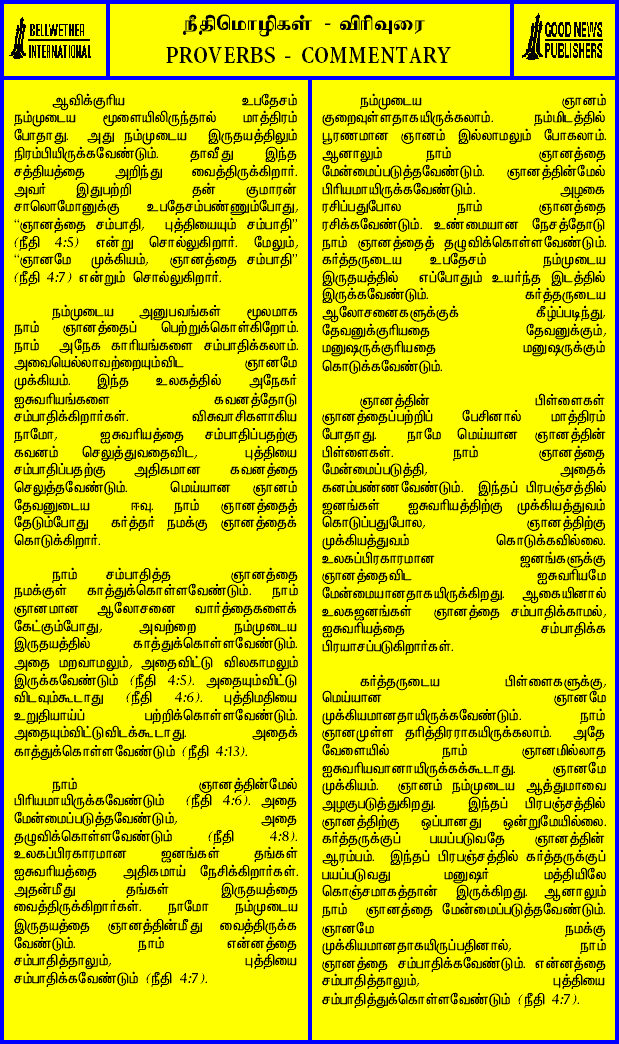 BELLWETHER
INTERNATIONAL
நீதிமொழிகள் - விரிவுரை
PROVERBS - COMMENTARY
GOOD NEWS
PUBLISHERS
ஆவிக்குரிய உபதேசம்
நம்முடைய மூளையிலிருந்தால் மாத்திரம்
போதாது. அது நம்முடைய இருதயத்திலும்
நிரம்பியிருக்கவேண்டும். தாவீது இந்த
சத்தியத்தை அறிந்து வைத்திருக்கிறார்.
அவர் இதுபற்றி தன் குமாரன்
சாலொமோனுக்கு உபதேசம்பண்ணும்போது,
“ஞானத்தை சம்பாதி, புத்தியையும் சம்பாதி”
(நீதி 4:5) என்று சொல்லுகிறார். மேலும்,
“ஞானமே முக்கியம், ஞானத்தை சம்பாதி”
(நீதி 4:7) என்றும் சொல்லுகிறார்.
நம்முடைய அனுபவங்கள் மூலமாக
நாம் ஞானத்தைப் பெற்றுக்கொள்கிறோம்.
நாம் அநேக காரியங்களை சம்பாதிக்கலாம்.
அவையெல்லாவற்றையும்விட ஞானமே
முக்கியம். இந்த உலகத்தில் அநேகர்
ஐசுவரியங்களை கவனத்தோடு
சம்பாதிக்கிறார்கள். விசுவாசிகளாகிய
நாமோ, ஐசுவரியத்தை சம்பாதிப்பதற்கு
கவனம் செலுத்துவதைவிட, புத்தியை
சம்பாதிப்பதற்கு அதிகமான கவனத்தை
செலுத்தவேண்டும். மெய்யான ஞானம்
தேவனுடைய ஈவு. நாம் ஞானத்தைத்
தேடும்போது கர்த்தர் நமக்கு ஞானத்தைக்
கொடுக்கிறார்.
நாம் சம்பாதித்த ஞானத்தை
நமக்குள் காத்துக்கொள்ளவேண்டும். நாம்
ஞானமான ஆலோசனை வார்த்தைகளைக்
கேட்கும்போது, அவற்றை நம்முடைய
இருதயத்தில் காத்துக்கொள்ளவேண்டும்.
அதை மறவாமலும், அதைவிட்டு விலகாமலும்
இருக்கவேண்டும் (நீதி 4:5). அதையும்விட்டு
விடவும்கூடாது (நீதி 4:6). புத்திமதியை
உறுதியாய்ப் பற்றிக்கொள்ளவேண்டும்.
அதையும்விட்டுவிடக்கூடாது. அதைக்
காத்துக்கொள்ளவேண்டும் (நீதி 4:13).
நாம் ஞானத்தின்மேல்
பிரியமாயிருக்கவேண்டும் (நீதி 4:6). அதை
மேன்மைப்படுத்தவேண்டும், அதை
தழுவிக்கொள்ளவேண்டும் (நீதி 4:8).
உலகப்பிரகாரமான ஜனங்கள் தங்கள்
ஐசுவரியத்தை அதிகமாய் நேசிக்கிறார்கள்.
அதன்மீது தங்கள் இருதயத்தை
வைத்திருக்கிறார்கள். நாமோ நம்முடைய
இருதயத்தை ஞானத்தின்மீது வைத்திருக்க
வேண்டும். நாம் என்னத்தை
சம்பாதித்தாலும், புத்தியை
சம்பாதிக்கவேண்டும் (நீதி 4:7).
நம்முடைய ஞானம்
குறைவுள்ளதாகயிருக்கலாம். நம்மிடத்தில்
பூரணமான ஞானம் இல்லாமலும் போகலாம்.
ஆனாலும் நாம் ஞானத்தை
மேன்மைப்படுத்தவேண்டும். ஞானத்தின்மேல்
பிரியமாயிருக்கவேண்டும். அழகை
ரசிப்பதுபோல நாம் ஞானத்தை
ரசிக்கவேண்டும். உண்மையான நேசத்தோடு
நாம் ஞானத்தைத் தழுவிக்கொள்ளவேண்டும்.
கர்த்தருடைய உபதேசம் நம்முடைய
இருதயத்தில் எப்போதும் உயர்ந்த இடத்தில்
இருக்கவேண்டும். கர்த்தருடைய
ஆலோசனைகளுக்குக் கீழ்ப்படிந்து,
தேவனுக்குரியதை தேவனுக்கும்,
மனுஷருக்குரியதை மனுஷருக்கும்
கொடுக்கவேண்டும்.
ஞானத்தின் பிள்ளைகள்
ஞானத்தைப்பற்றிப் பேசினால் மாத்திரம்
போதாது. நாமே மெய்யான ஞானத்தின்
பிள்ளைகள். நாம் ஞானத்தை
மேன்மைப்படுத்தி, அதைக்
கனம்பண்ணவேண்டும். இந்தப் பிரபஞ்சத்தில்
ஜனங்கள் ஐசுவரியத்திற்கு முக்கியத்துவம்
கொடுப்பதுபோல, ஞானத்திற்கு
முக்கியத்துவம் கொடுக்கவில்லை.
உலகப்பிரகாரமான ஜனங்களுக்கு
ஞானத்தைவிட ஐசுவரியமே
மேன்மையானதாகயிருக்கிறது. ஆகையினால்
உலகஜனங்கள் ஞானத்தை சம்பாதிக்காமல்,
ஐசுவரியத்தை சம்பாதிக்க
பிரயாசப்படுகிறார்கள்.
கர்த்தருடைய பிள்ளைகளுக்கு,
மெய்யான ஞானமே
முக்கியமானதாயிருக்கவேண்டும். நாம்
ஞானமுள்ள தரித்திரராகயிருக்கலாம். அதே
வேளையில் நாம் ஞானமில்லாத
ஐசுவரியவானாயிருக்கக்கூடாது. ஞானமே
முக்கியம். ஞானம் நம்முடைய ஆத்துமாவை
அழகுபடுத்துகிறது. இந்தப் பிரபஞ்சத்தில்
ஞானத்திற்கு ஒப்பானது ஒன்றுமேயில்லை.
கர்த்தருக்குப் பயப்படுவதே ஞானத்தின்
ஆரம்பம். இந்தப் பிரபஞ்சத்தில் கர்த்தருக்குப்
பயப்படுவது மனுஷர் மத்தியிலே
கொஞ்சமாகத்தான் இருக்கிறது. ஆனாலும்
நாம் ஞானத்தை மேன்மைப்படுத்தவேண்டும்.
ஞானமே நமக்கு
முக்கியமானதாகயிருப்பதினால், நாம்
ஞானத்தை சம்பாதிக்கவேண்டும். என்னத்தை
சம்பாதித்தாலும், புத்தியை
சம்பாதித்துக்கொள்ளவேண்டும் (நீதி 4:7).